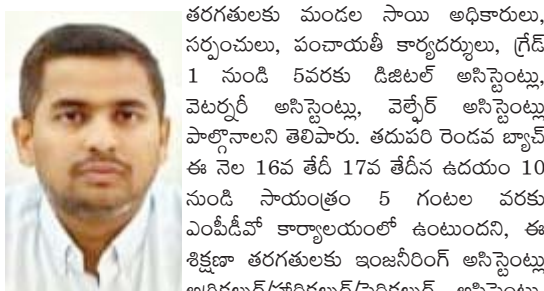 తరగతులకు మండల సాయి అధికారులు,
సర్పంచులు, పంచాయతీ కార్యదర్శులు, గ్రేడ్
1 నుండి 5వరకు డిజిటల్ అసిస్టెంట్లు,
వెటర్నరీ అసిస్టెంట్లు, వెల్ఫేర్ అసిస్టెంట్లు
పాల్గొనాలని తెలిపారు. తదుపరి రెండవ బ్యాచ్
ఈ నెల 16వ తేదీ 17వ తేదీన ఉదయం 10
నుండి సాయంత్రం 5 గంటల వరకు
ఎంపీడీవో కార్యాలయంలో ఉంటుందని, ఈ
శిక్షణా తరగతులకు ఇంజనీరింగ్ అసిస్టెంట్లు